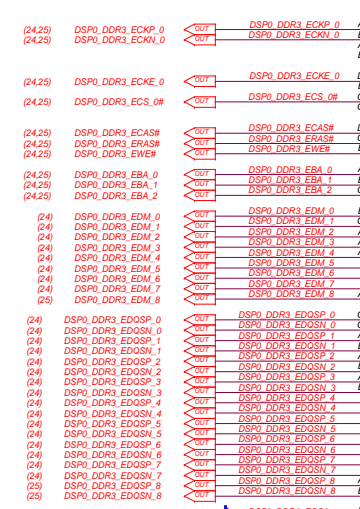 (24,25) DSP0_DDR3_ECKP_0 OUT DSP0_DDR3_ECKP_0
(24,25) DSP0_DDR3_ECKN_0 OUT DSP0_DDR3_ECKN_0
(24,25) DSP0_DDR3_ECKE_0 OUT DSP0_DDR3_ECKE_0
(24,25) DSP0_DDR3_ECS_0# OUT DSP0_DDR3_ECS_0#
(24,25) DSP0_DDR3_ECAS# OUT DSP0_DDR3_ECAS#
(24,25) DSP0_DDR3_ERAS# OUT DSP0_DDR3_ERAS#
(24,25) DSP0_DDR3_EWE# OUT DSP0_DDR3_EWE#
(24,25) DSP0_DDR3_EBA_0 OUT DSP0_DDR3_EBA_0
(24,25) DSP0_DDR3_EBA_1 OUT DSP0_DDR3_EBA_1
(24,25) DSP0_DDR3_EBA_2 OUT DSP0_DDR3_EBA_2
(24) DSP0_DDR3_EDM_0 OUT DSP0_DDR3_EDM_0
(24) DSP0_DDR3_EDM_1 OUT DSP0_DDR3_EDM_1
(24) DSP0_DDR3_EDM_2 OUT DSP0_DDR3_EDM_2
(24) DSP0_DDR3_EDM_3 OUT DSP0_DDR3_EDM_3
(24) DSP0_DDR3_EDM_4 OUT DSP0_DDR3_EDM_4
(24) DSP0_DDR3_EDM_5 OUT DSP0_DDR3_EDM_5
(24) DSP0_DDR3_EDM_6 OUT DSP0_DDR3_EDM_6
(24) DSP0_DDR3_EDM_7 OUT DSP0_DDR3_EDM_7
(25) DSP0_DDR3_EDM_8 OUT DSP0_DDR3_EDM_8
(24) DSP0_DDR3_EDQSP_0 OUT DSP0_DDR3_EDQSP_0
(24) DSP0_DDR3_EDQSN_0 OUT DSP0_DDR3_EDQSN_0
(24) DSP0_DDR3_EDQSP_1 OUT DSP0_DDR3_EDQSP_1
(24) DSP0_DDR3_EDQSN_1 OUT DSP0_DDR3_EDQSN_1
(24) DSP0_DDR3_EDQSP_2 OUT DSP0_DDR3_EDQSP_2
(24) DSP0_DDR3_EDQSN_2 OUT DSP0_DDR3_EDQSN_2
(24) DSP0_DDR3_EDQSP_3 OUT DSP0_DDR3_EDQSP_3
(24) DSP0_DDR3_EDQSN_3 OUT DSP0_DDR3_EDQSN_3
(24) DSP0_DDR3_EDQSP_4 OUT DSP0_DDR3_EDQSP_4
(24) DSP0_DDR3_EDQSN_4 OUT DSP0_DDR3_EDQSN_4
(24) DSP0_DDR3_EDQSP_5 OUT DSP0_DDR3_EDQSP_5
(24) DSP0_DDR3_EDQSN_5 OUT DSP0_DDR3_EDQSN_5
(24) DSP0_DDR3_EDQSP_6 OUT DSP0_DDR3_EDQSP_6
(24) DSP0_DDR3_EDQSN_6 OUT DSP0_DDR3_EDQSN_6
(24) DSP0_DDR3_EDQSP_7 OUT DSP0_DDR3_EDQSP_7
(24) DSP0_DDR3_EDQSN_7 OUT DSP0_DDR3_EDQSN_7
(25) DSP0_DDR3_EDQSP_8 OUT DSP0_DDR3_EDQSP_8
(25) DSP0_DDR3_EDQSN_8 OUT DSP0_DDR3_EDQSN_8